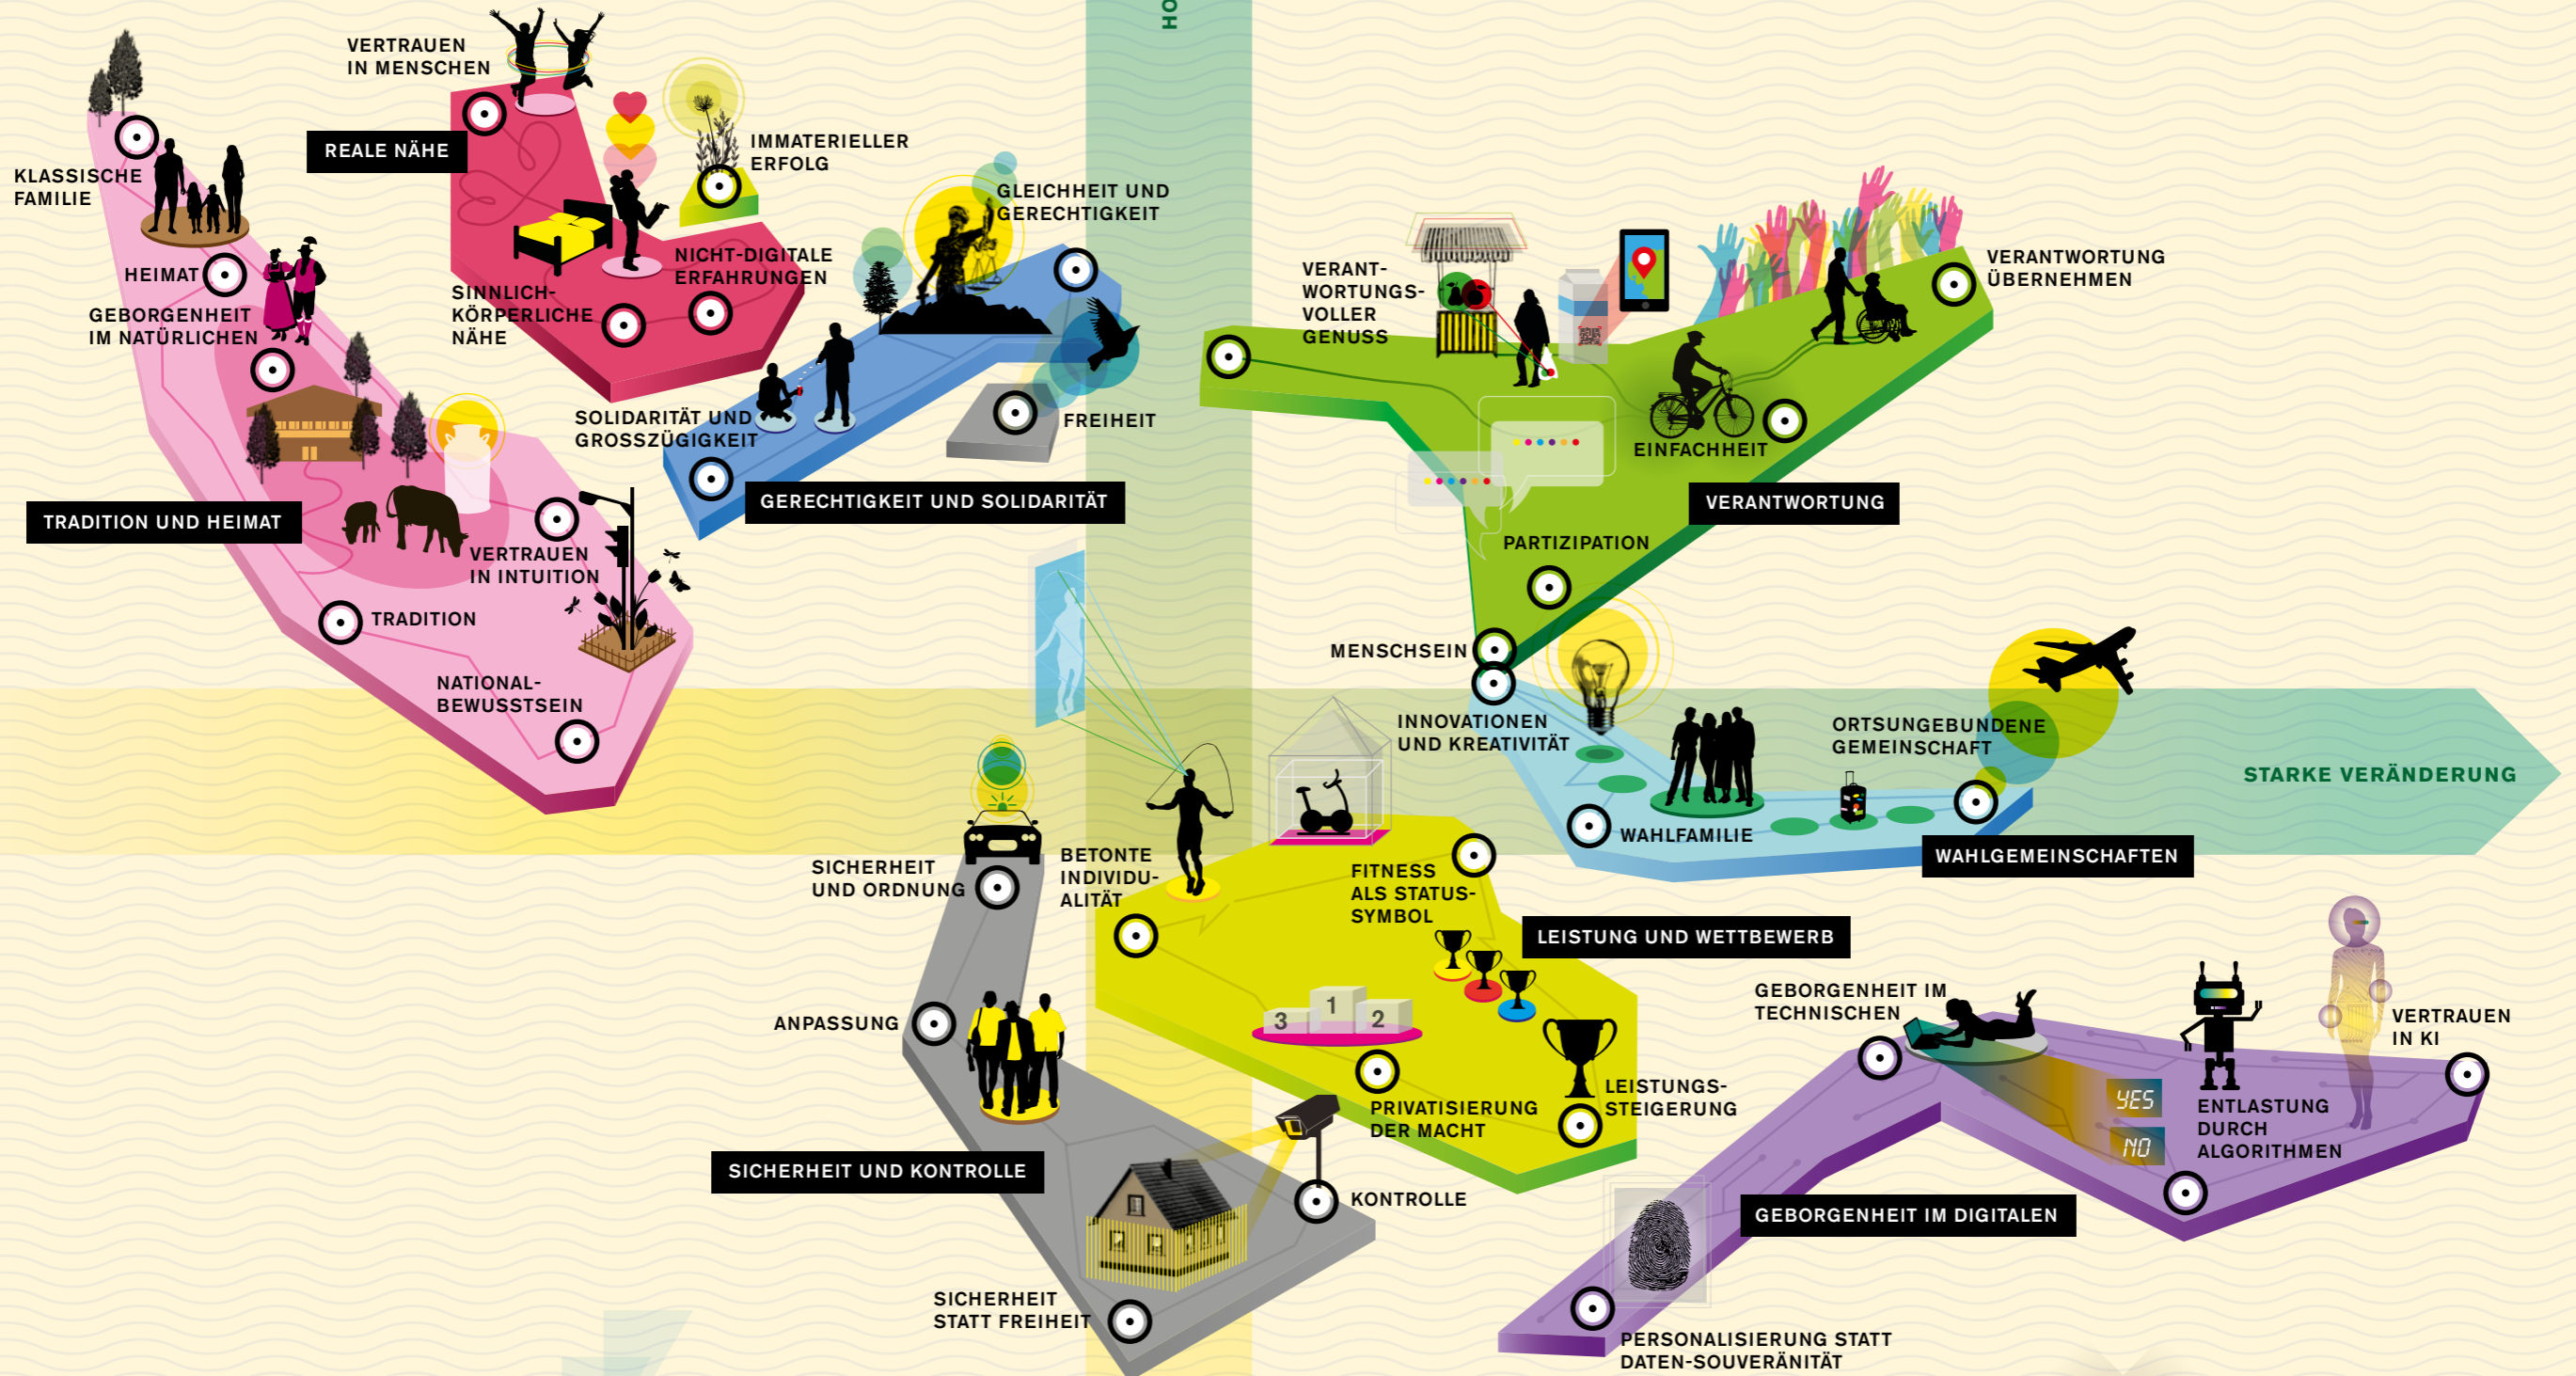 HO
VERTRAUEN
IN MENSCHEN
REALE NÄHE
IMMATERIELLER
ERFOLG
KLASSISCHE
FAMILIE
HEIMAT
GEBORGENHEIT
IM NATÜRLICHEN
SINNLICH-
KÖRPERLICHE
NÄHE
NICHT-DIGITALE
ERFAHRUNGEN
GLEICHHEIT UND
GERECHTIGKEIT
SOLIDARITÄT UND
GROSSZÜGIGKEIT
FREIHEIT
GERECHTIGKEIT UND SOLIDARITÄT
TRADITION UND HEIMAT
VERTRAUEN
IN INTUITION
TRADITION
NATIONAL-
BEWUSSTSEIN
VERANT-
WORTUNGS-
VOLLER
GENUSS
VERANTWORTUNG
ÜBERNEHMEN
EINFACHHEIT
VERANTWORTUNG
PARTIZIPATION
MENSCHSEIN
INNOVATIONEN
UND KREATIVITÄT
ORTSUNGEBUNDENE
GEMEINSCHAFT
STARKE VERÄNDERUNG
WAHLFAMILIE
WAHLGEMEINSCHAFTEN
SICHERHEIT
UND ORDNUNG
BETONTE
INDIVIDU-
ALITÄT
FITNESS
ALS STATUS-
SYMBOL
LEISTUNG UND WETTBEWERB
ANPASSUNG
3
1
2
PRIVATISIERUNG
DER MACHT
LEISTUNGS-
STEIGERUNG
SICHERHEIT UND KONTROLLE
KONTROLLE
SICHERHEIT
STATT FREIHEIT
GEBORGENHEIT IM
TECHNISCHEN
VERTRAUEN
IN KI
YES
NO
ENTLASTUNG
DURCH
ALGORITHMEN
GEBORGENHEIT IM DIGITALEN
PERSONALISIERUNG STATT
DATEN-SOUVERÄNITÄT